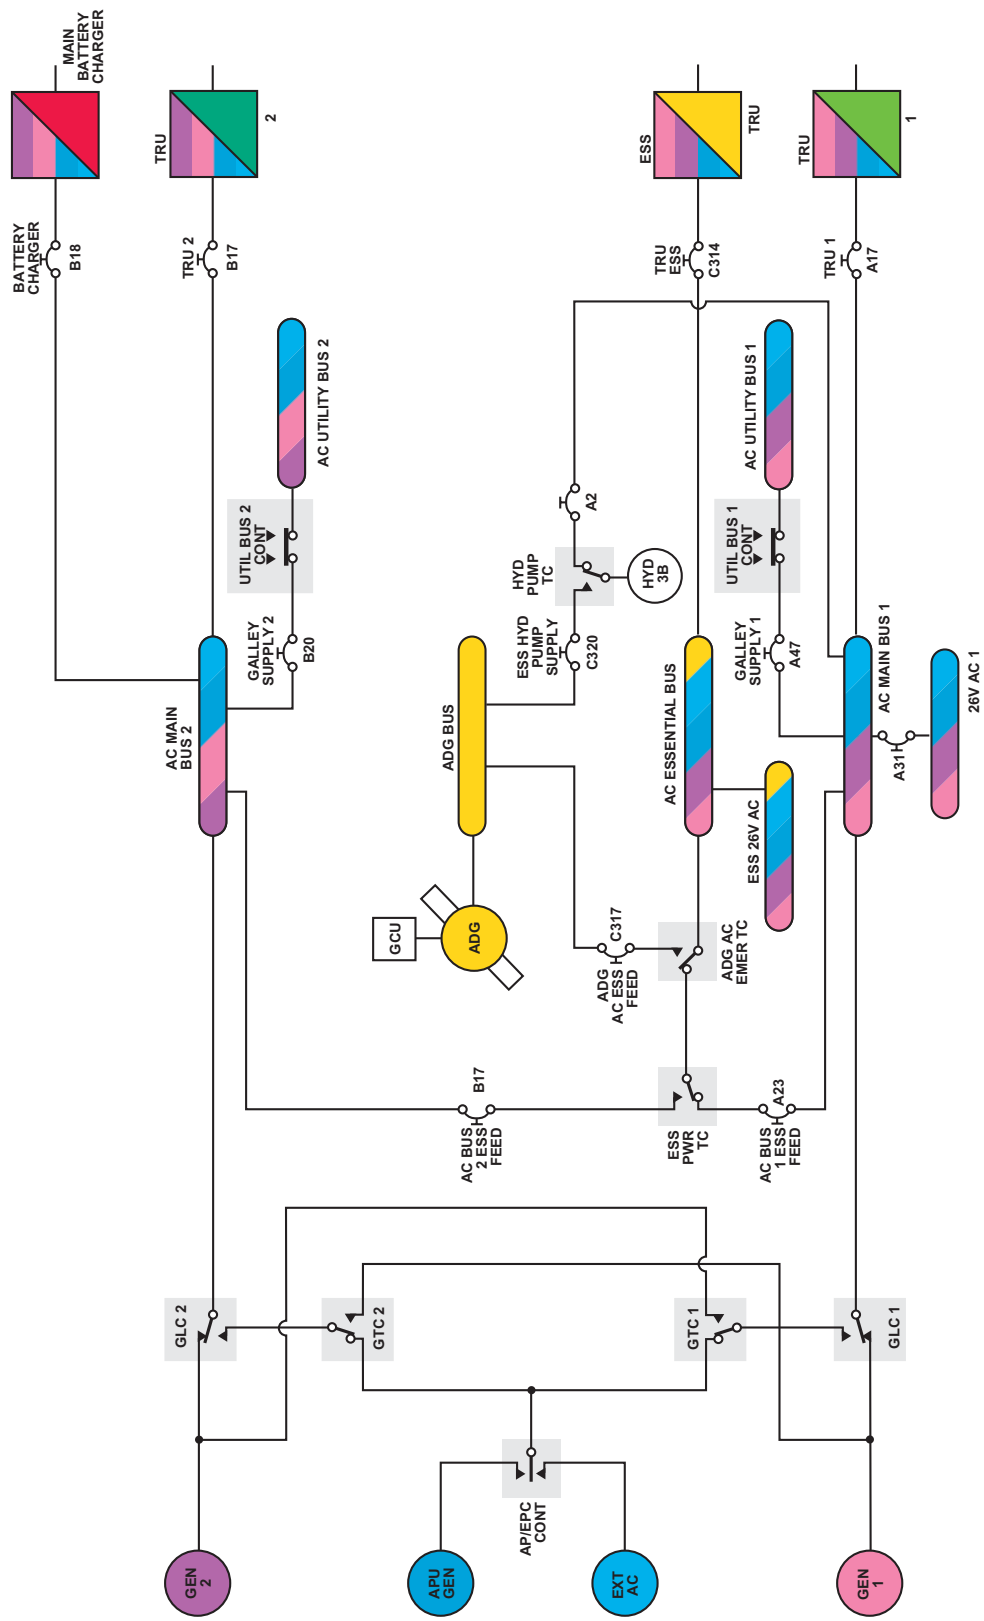 MAIN
BATTERY
CHARGER
BATTERY
CHARGER
B18
TRU
2
TRU 2
B17
AC UTILITY BUS 2
UTIL BUS 2
CONT
GALLEY
SUPPLY 2
B20
AC MAIN
BUS 2
GLC 2
GEN
2
GTC 2
GCU
ADG
ADG BUS
AC BUS
2 ESS
FEED
B17
APU
GEN
AP/EPC
CONT
EXT
AC
HYD
PUMP
TC
A2
ESS HYD
PUMP
SUPPLY
C320
HYD
3B
ADG
AC ESS
FEED
C317
ESS
TRU
TRU
ESS
C314
AC ESSENTIAL BUS
ADG AC
EMER TC
ESS
PWR
TC
ESS 26V AC
AC UTILITY BUS 1
UTIL BUS 1
CONT
GALLEY
SUPPLY 1
A47
AC BUS
1 ESS
FEED
A23
GTC 1
TRU
1
TRU 1
A17
AC MAIN BUS 1
A31
26V AC 1
GLC 1
GEN
1